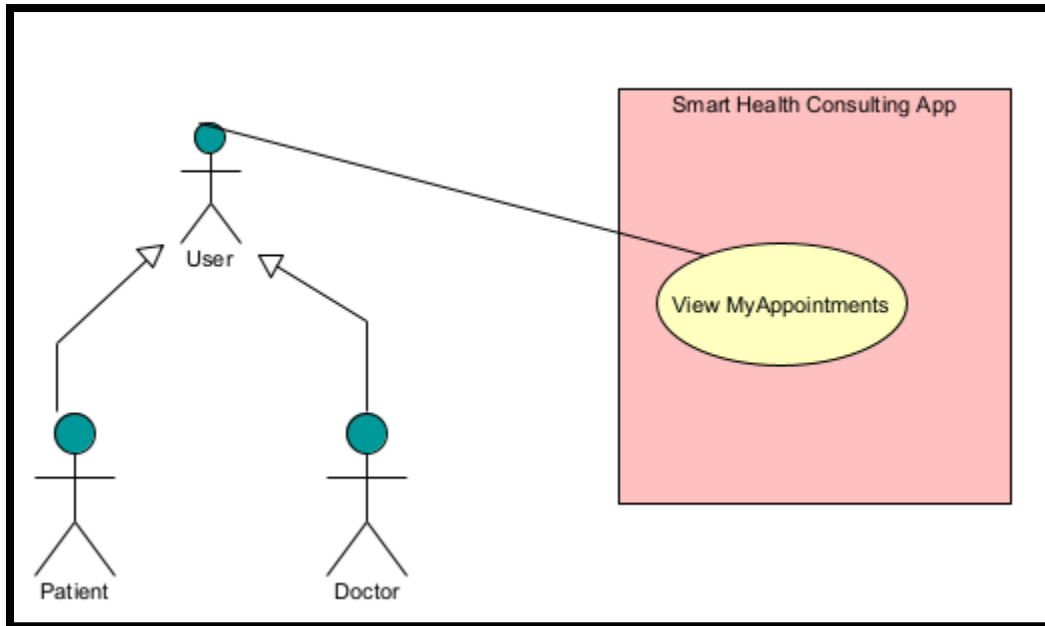 Smart Health Consulting App
User
View MyAppointments
Patient
Doctor